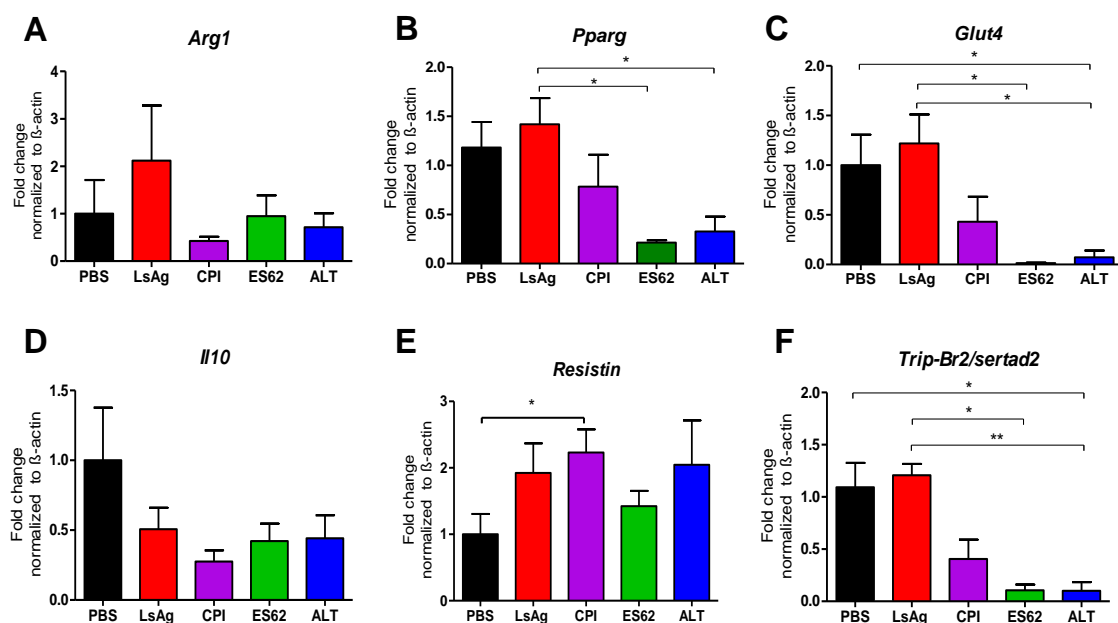 A
Arg1
Fold change
normalized to ß-actin
4
3
2
1
0
PBS LsAg CPI ES62 ALT
B
Pparg
Fold change
normalized to ß-actin
2.0
1.5
1.0
0.5
0.0
*
*
PBS LsAg CPI ES62 ALT
C
Glut4
Fold change
normalized to ß-actin
2.0
1.5
1.0
0.5
0.0
*
*
*
PBS LsAg CPI ES62 ALT
D
Il10
Fold change
normalized to ß-actin
1.5
1.0
0.5
0.0
PBS LsAg CPI ES62 ALT
E
Resistin
Fold change
normalized to ß-actin
3
2
1
0
*
PBS LsAg CPI ES62 ALT
F
Trip-Br2/sertad2
Fold change
normalized to ß-actin
2.0
1.5
1.0
0.5
0.0
*
*
**
PBS LsAg CPI ES62 ALT